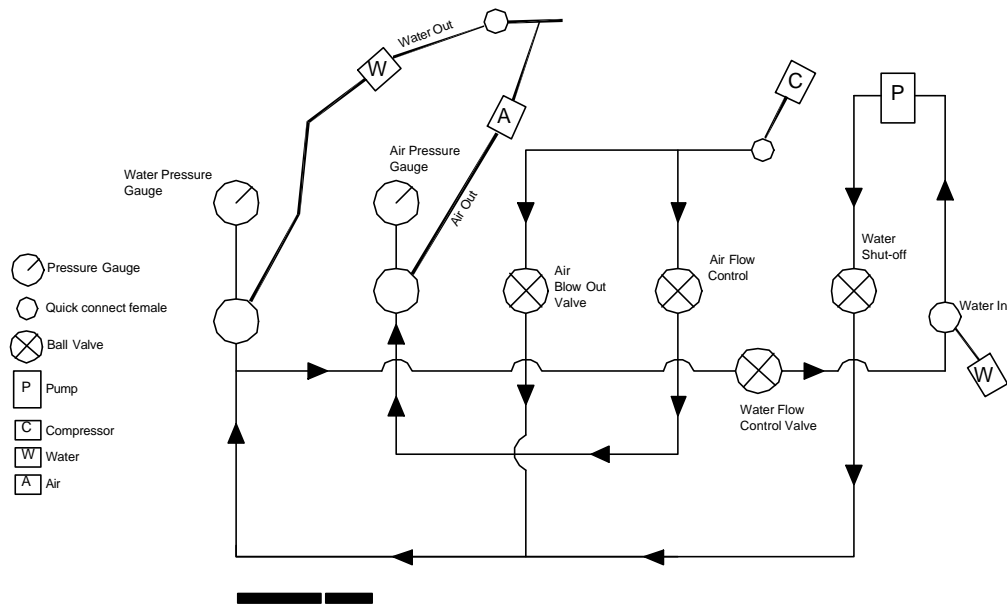 Water Out
W
A
C
P
Air Pressure
Gauge
Water Pressure
Gauge
Air Out
Water
Shut-off
Air
Blow Out
Valve
Air Flow
Control
Pressure Gauge
Quick connect female
Ball Valve
P
Pump
C
Compressor
W
Water
A
Air
Water In
W
Water Flow
Control Valve